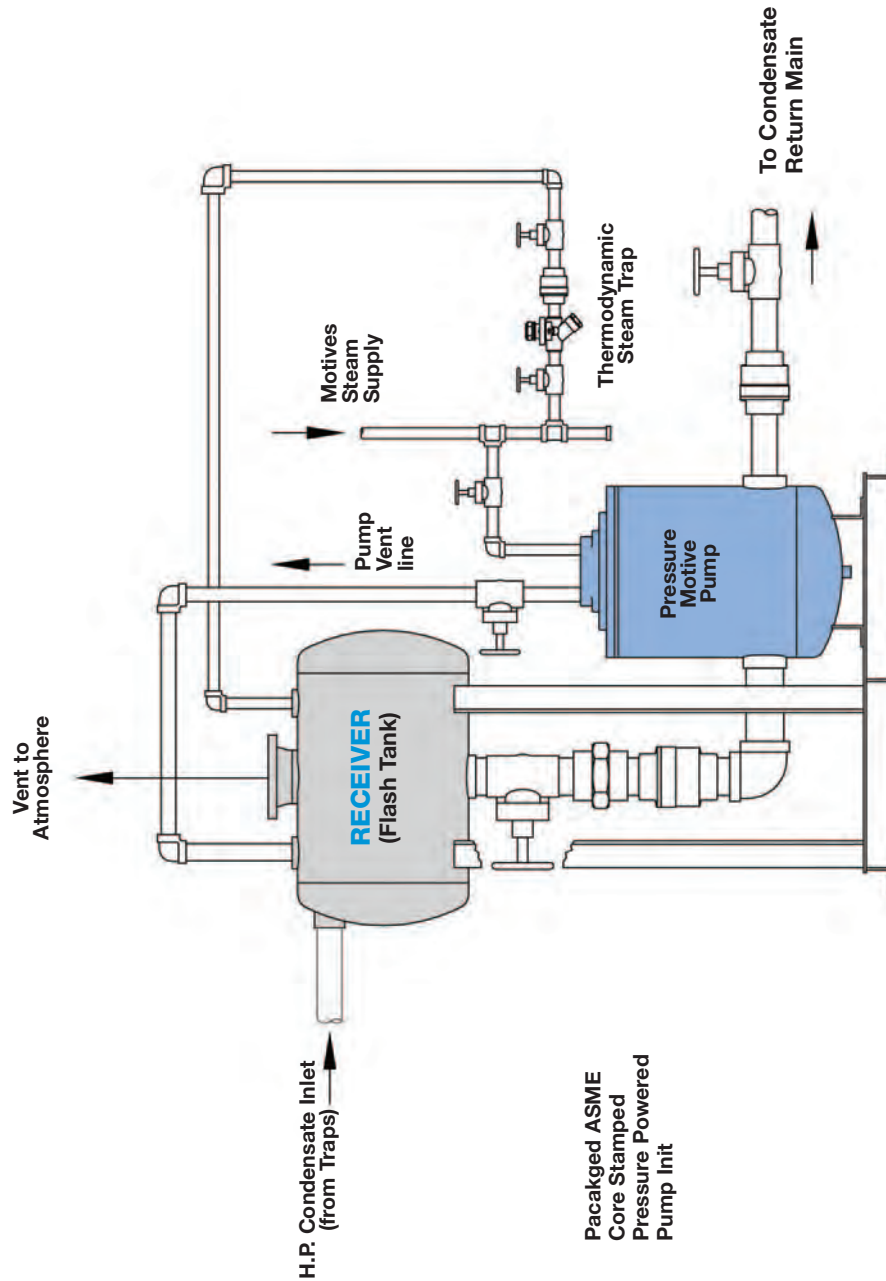 Vent to
Atmosphere
H.P. Condensate Inlet
(from Traps)
RECEIVER
(Flash Tank)
Pump
Vent
line
Motives
Steam
Supply
Thermodynamic
Steam Trap
Pressure
Motive
Pump
To Condensate
Return Main
Pacakged ASME
Core Stamped
Pressure Powered
Pump Init